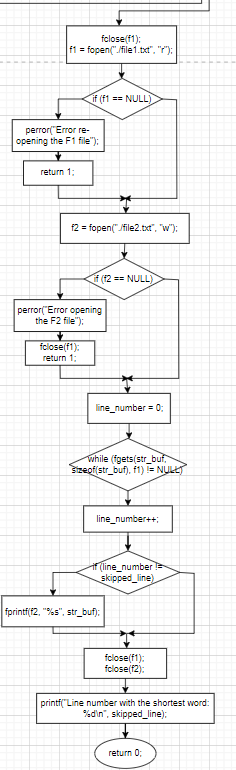 fclose(f1);
f1 = fopen("./file1.txt", "r");
if (f1 == NULL)
perror("Error re-
opening the F1 file");
return 1;
f2 = fopen("./file2.txt", "w");
if (f2 == NULL)
perror("Error opening
the F2 file");
fclose(f1);
return 1;
line_number = 0;
while (fgets(str_buf,
sizeof(str_buf), f1) != NULL)
line_number++;
if (line_number !=
skipped_line)
fprintf(f2, "%s", str_buf);
fclose(f1);
fclose(f2);
printf("Line number with the shortest word:
%d\n", skipped_line);
return 0;